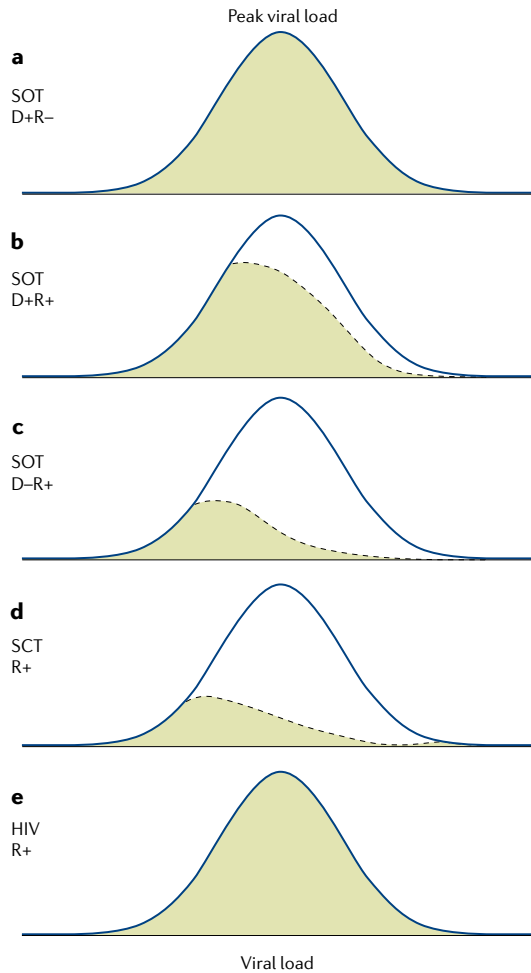 Peak viral load
a
SOT
D+R–
b
SOT
D+R+
c
SOT
D–R+
d
SCT
R+
e
HIV
R+
Viral load